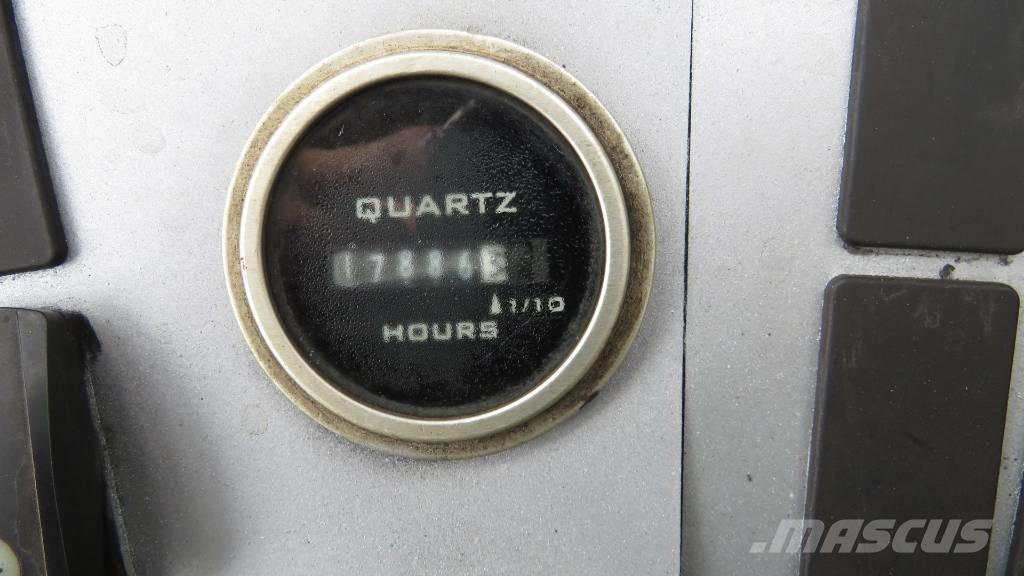 QUARTZ
1/10
HOURS
MASCUS